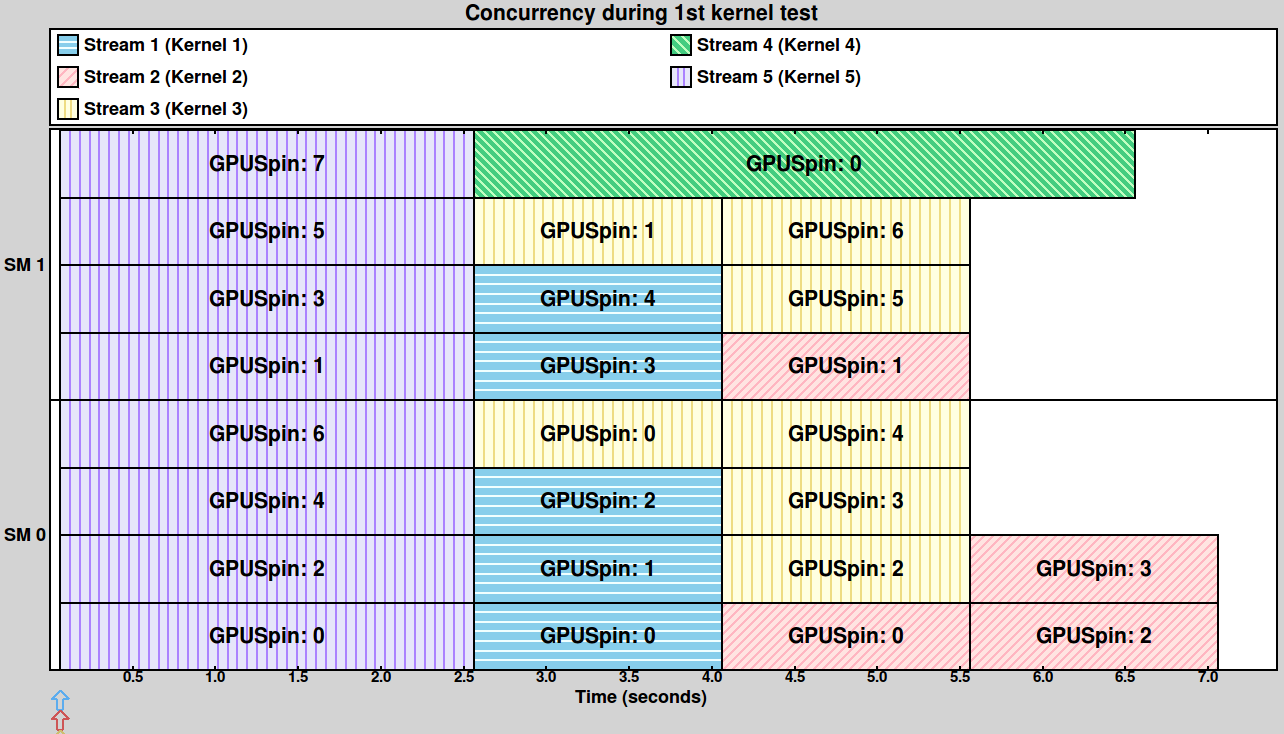 Concurrency during 1st kernel test
Stream 1 (Kernel 1)
Stream 4 (Kernel 4)
Stream 2 (Kernel 2)
Stream 5 (Kernel 5)
Stream 3 (Kernel 3)
GPUSpin: 7
GPUSpin: 0
GPUSpin: 5
GPUSpin: 1
GPUSpin: 6
SM 1
GPUSpin: 3
GPUSpin: 4
GPUSpin: 5
GPUSpin: 1
GPUSpin: 3
GPUSpin: 1
GPUSpin: 6
GPUSpin: 0
GPUSpin: 4
GPUSpin: 4
GPUSpin: 2
GPUSpin: 3
SM 0
GPUSpin: 2
GPUSpin: 1
GPUSpin: 2
GPUSpin: 3
GPUSpin: 0
GPUSpin: 0
GPUSpin: 0
GPUSpin: 2
0.5 1.0 1.5 2.0 2.5 3.0 3.5 4.0 4.5 5.0 5.5 6.0 6.5 7.0
Time (seconds)